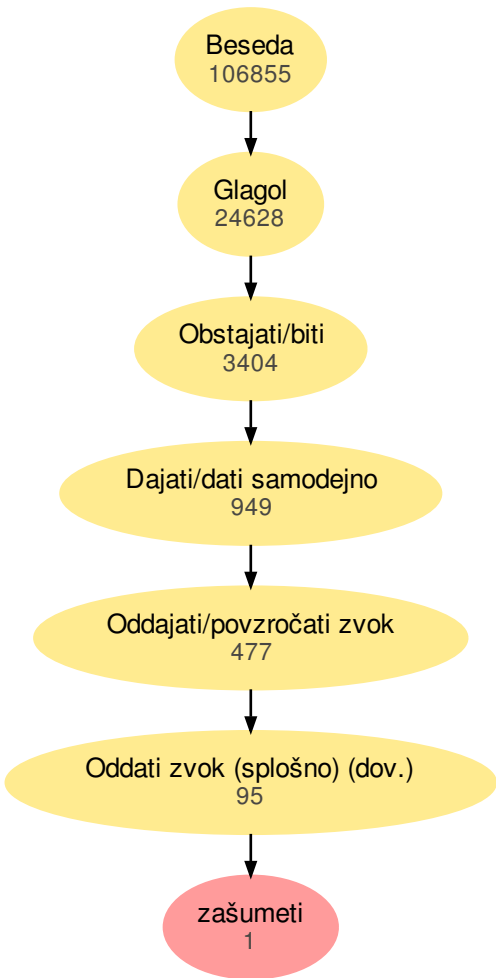 Beseda
106855
Glagol
24628
Obstajati/biti
3404
Dajati/dati samodejno
949
Oddajati/povzročati zvok
477
Oddati zvok (splošno) (dov.)
95
zašumeti
1